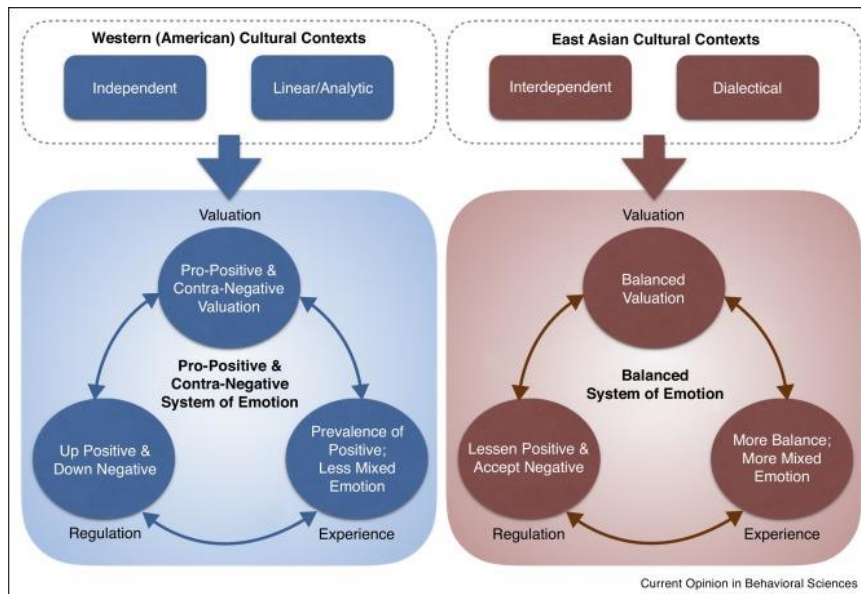 Western (American) Cultural Contexts
Independent
Linear/Analytic
Valuation
Pro-Positive &
Contra-Negative
Valuation
Pro-Positive &
Contra-Negative
System of Emotion
Up Positive &
Down Negative
Prevalence of
Positive;
Less Mixed
Emotion
Regulation
Experience
East Asian Cultural Contexts
Interdependent
Dialectical
Valuation
Balanced
Valuation
Balanced
System of Emotion
Lessen Positive &
Accept Negative
More Balance;
More Mixed
Emotion
Regulation
Experience
Current Opinion in Behavioral Sciences